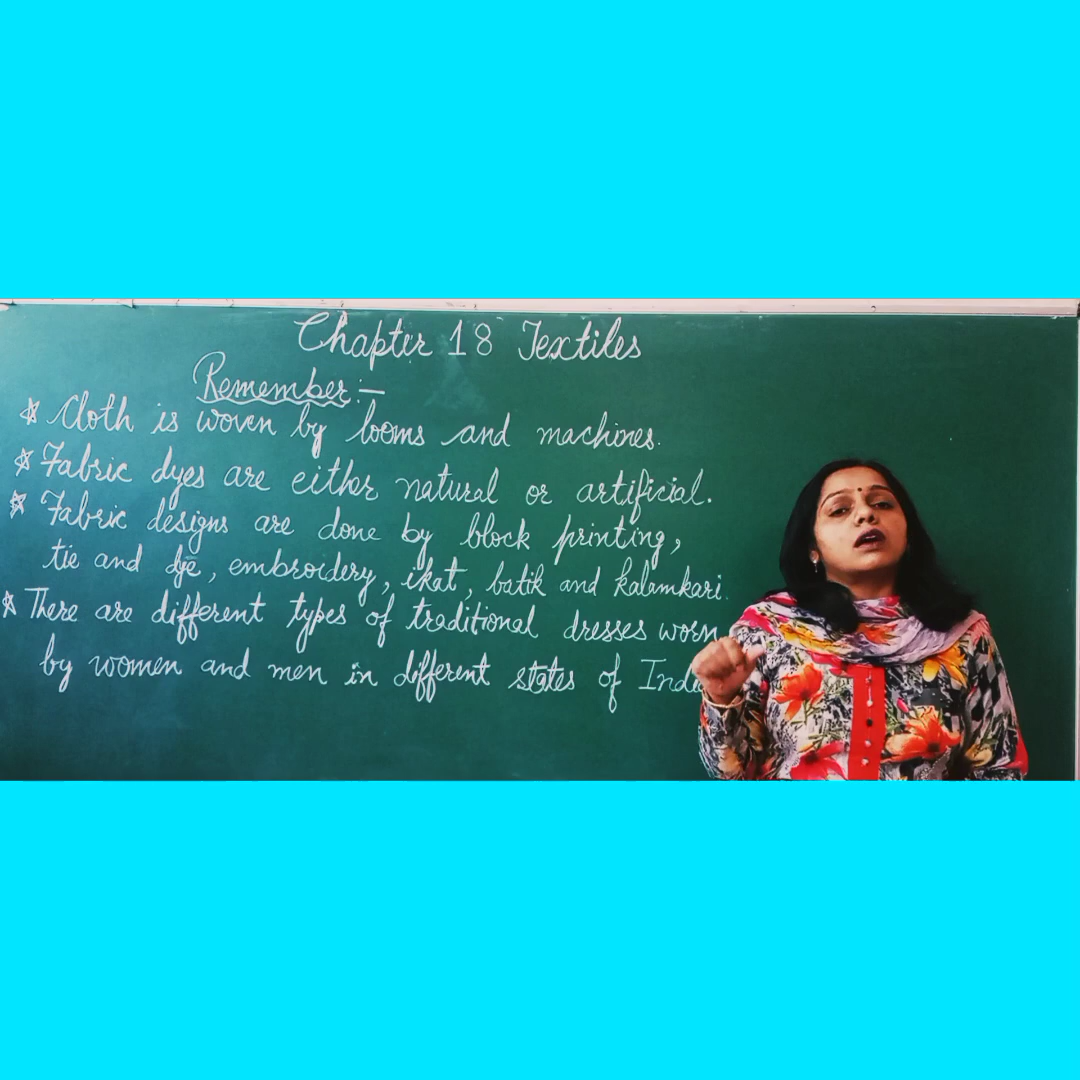 Chapter 18 Textiles
Remember:-
☆ Cloth is woven by looms and machines.
☆ Fabric dyes are either natural or artificial.
☆ Fabric designs are done by block printing,
tie and dye, embroidery, ikat, batik and kalamkari.
☆ There are different types of traditional dresses worn
by women and men in different states of Indi